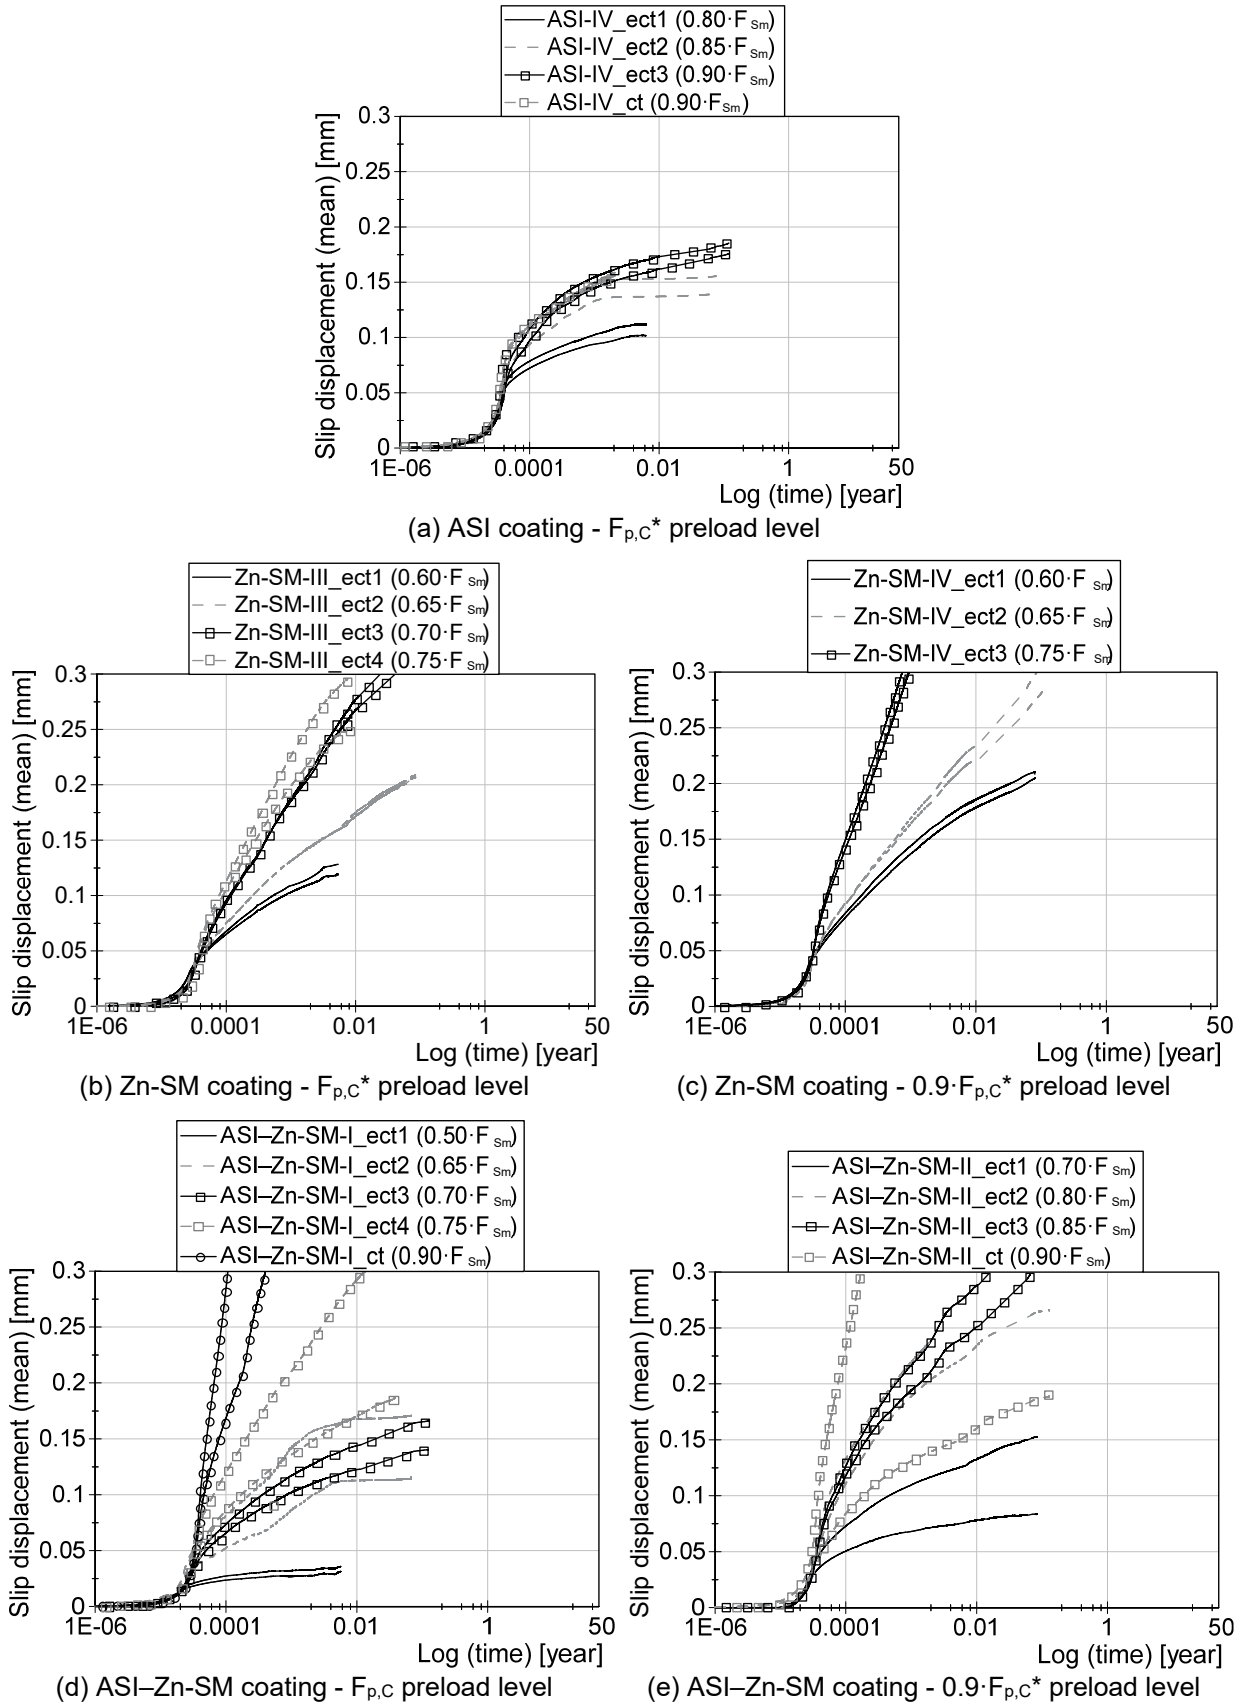 ASI-IV_ect1 (0.80·F Sm)
ASI-IV_ect2 (0.85·F Sm)
ASI-IV_ect3 (0.90·F Sm)
ASI-IV_ct (0.90·F Sm)
Slip displacement (mean) [mm]
0.3
0.25
0.2
0.15
0.1
0.05
0
1E-06 0.0001 0.01 1 50
Log (time) [year]
(a) ASI coating - Fp,C* preload level
Zn-SM-III_ect1 (0.60·F Sm)
Zn-SM-III_ect2 (0.65·F Sm)
Zn-SM-III_ect3 (0.70·F Sm)
Zn-SM-III_ect4 (0.75·F Sm)
Slip displacement (mean) [mm]
0.3
0.25
0.2
0.15
0.1
0.05
0
1E-06 0.0001 0.01 1 50
Log (time) [year]
(b) Zn-SM coating - Fp,C* preload level
Zn-SM-IV_ect1 (0.60·F Sm)
Zn-SM-IV_ect2 (0.65·F Sm)
Zn-SM-IV_ect3 (0.75·F Sm)
Slip displacement (mean) [mm]
0.3
0.25
0.2
0.15
0.1
0.05
0
1E-06 0.0001 0.01 1 50
Log (time) [year]
(c) Zn-SM coating - 0.9·Fp,C* preload level
ASI–Zn-SM-I_ect1 (0.50·F Sm)
ASI–Zn-SM-I_ect2 (0.65·F Sm)
ASI–Zn-SM-I_ect3 (0.70·F Sm)
ASI–Zn-SM-I_ect4 (0.75·F Sm)
ASI–Zn-SM-I_ct (0.90·F Sm)
Slip displacement (mean) [mm]
0.3
0.25
0.2
0.15
0.1
0.05
0
1E-06 0.0001 0.01 1 50
Log (time) [year]
(d) ASI–Zn-SM coating - Fp,C preload level
ASI–Zn-SM-II_ect1 (0.70·F Sm)
ASI–Zn-SM-II_ect2 (0.80·F Sm)
ASI–Zn-SM-II_ect3 (0.85·F Sm)
ASI–Zn-SM-II_ct (0.90·F Sm)
Slip displacement (mean) [mm]
0.3
0.25
0.2
0.15
0.1
0.05
0
1E-06 0.0001 0.01 1 50
Log (time) [year]
(e) ASI–Zn-SM coating - 0.9·Fp,C* preload level